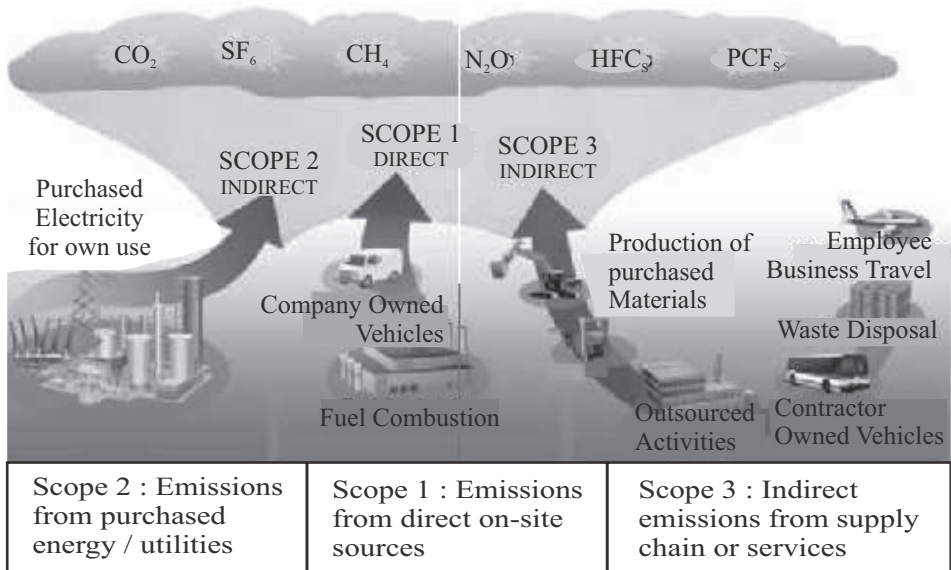 CO₂
SF₆
CH₄
N₂O
HFCₛ
PCFₛ
SCOPE 2
INDIRECT
SCOPE 1
DIRECT
SCOPE 3
INDIRECT
Purchased
Electricity
for own use
Company Owned
Vehicles
Fuel Combustion
Production of
purchased
Materials
Outsourced
Activities
Employee
Business Travel
Waste Disposal
Contractor
Owned Vehicles
Scope 2 : Emissions
from purchased
energy / utilities
Scope 1 : Emissions
from direct on-site
sources
Scope 3 : Indirect
emissions from supply
chain or services